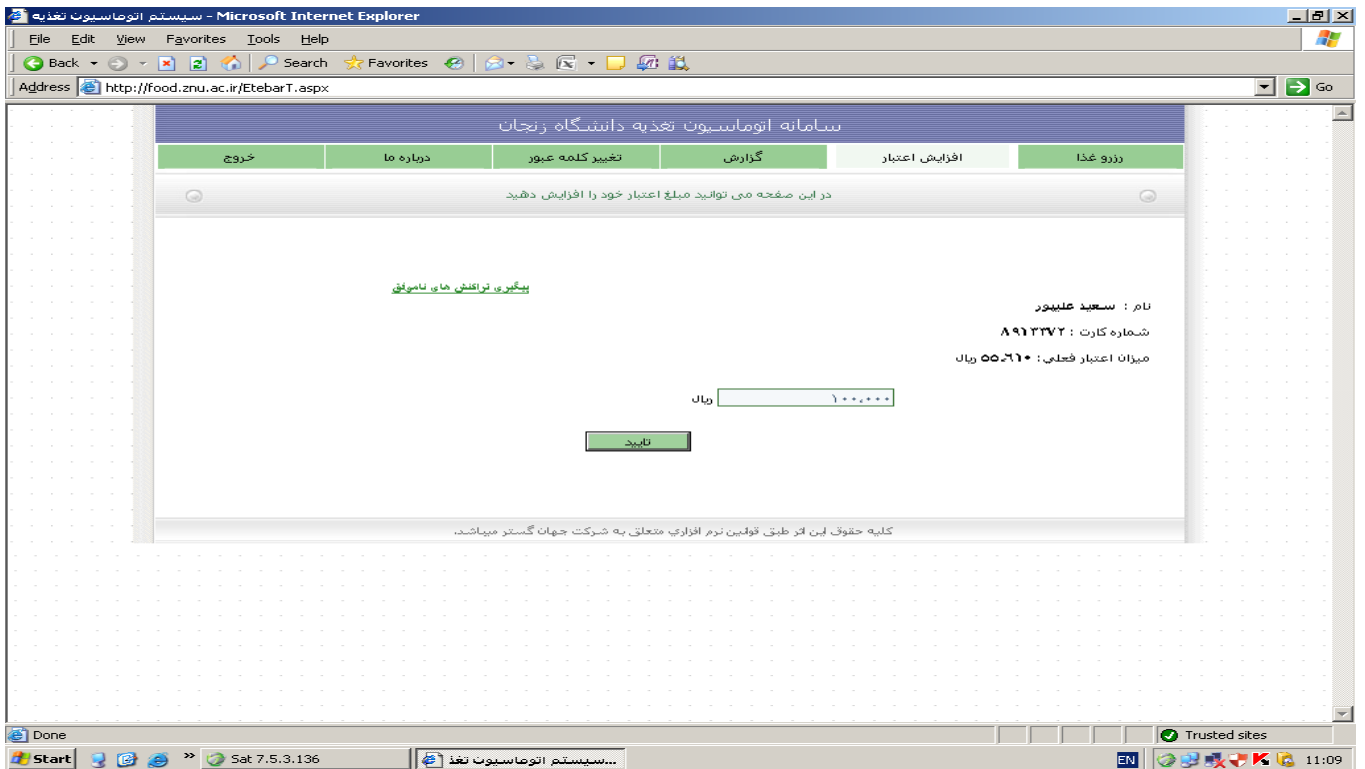 سیستم اتوماسیون تغذیه - Microsoft Internet Explorer
File Edit View Favorites Tools Help
Back Search Favorites
Address http://food.znu.ac.ir/EtebarT.aspx Go
سامانه اتوماسیون تغذیه دانشگاه زنجان
رزرو غذا افزایش اعتبار گزارش تغییر کلمه عبور درباره ما خروج
در این صفحه می توانید مبلغ اعتبار خود را افزایش دهید
پیگیری تراکنش های ناموفق
نام : سعید علیپور
شماره کارت : ۸۹۱۳۳۷۲
میزان اعتبار فعلی: ۵۵،۶۱۰ ریال
۱۰۰،۰۰۰ ریال
تایید
کلیه حقوق این اثر طبق قوانین نرم افزاري متعلق به شرکت جهان گستر میباشد.
Done Trusted sites
Start Sat 7.5.3.136 سیستم اتوماسیون تغذ... EN 11:09